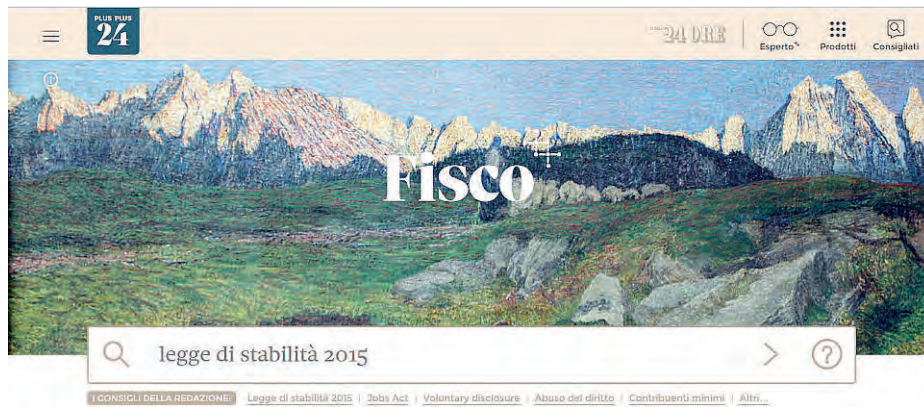 PLUS PLUS
24
24 ORE
Esperto
Prodotti
Consigliati
Fisco
legge di stabilità 2015
?
I CONSIGLI DELLA REDAZIONE:
Legge di stabilità 2015 | Jobs Act | Voluntary disclosure | Abuso del diritto | Contribuenti minimi | Altri...